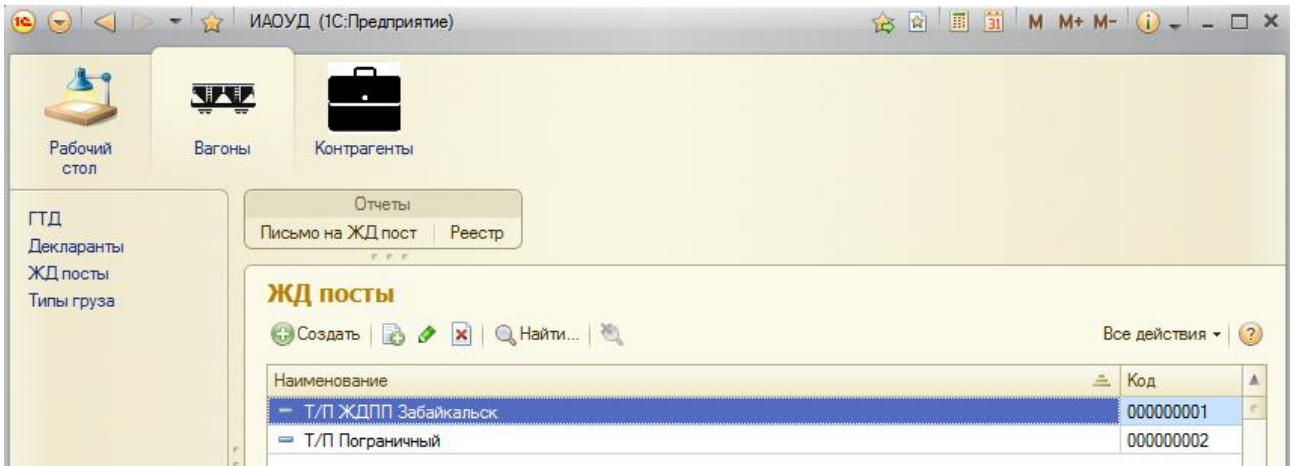 ИАОУД (1С:Предприятие)
31 M M+ M-
Рабочий стол
Вагоны
Контрагенты
ГТД
Декларанты
ЖД посты
Типы груза
Отчеты
Письмо на ЖД пост Реестр
ЖД посты
Создать Найти... Все действия
Наименование Код
Т/П ЖДПП Забайкальск 000000001
Т/П Пограничный 000000002